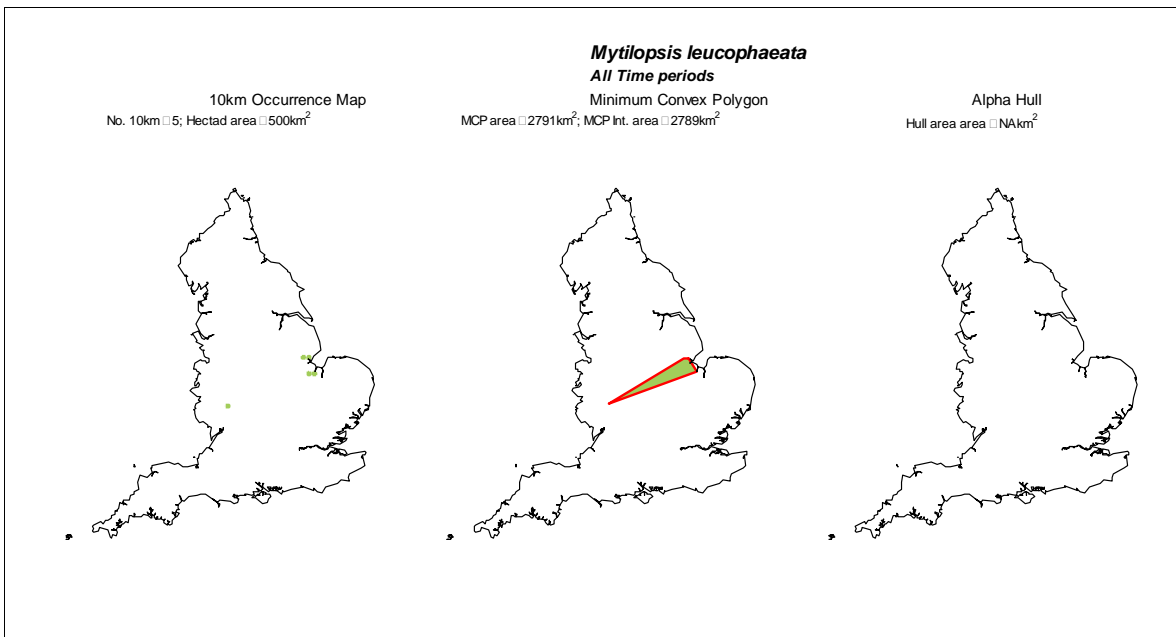 Mytilopsis leucophaeata
All Time periods
10km Occurrence Map
No. 10km □ 5; Hectad area □ 500km²
Minimum Convex Polygon
MCP area □ 2791km²; MCP Int. area □ 2789km²
Alpha Hull
Hull area area □ NAkm²